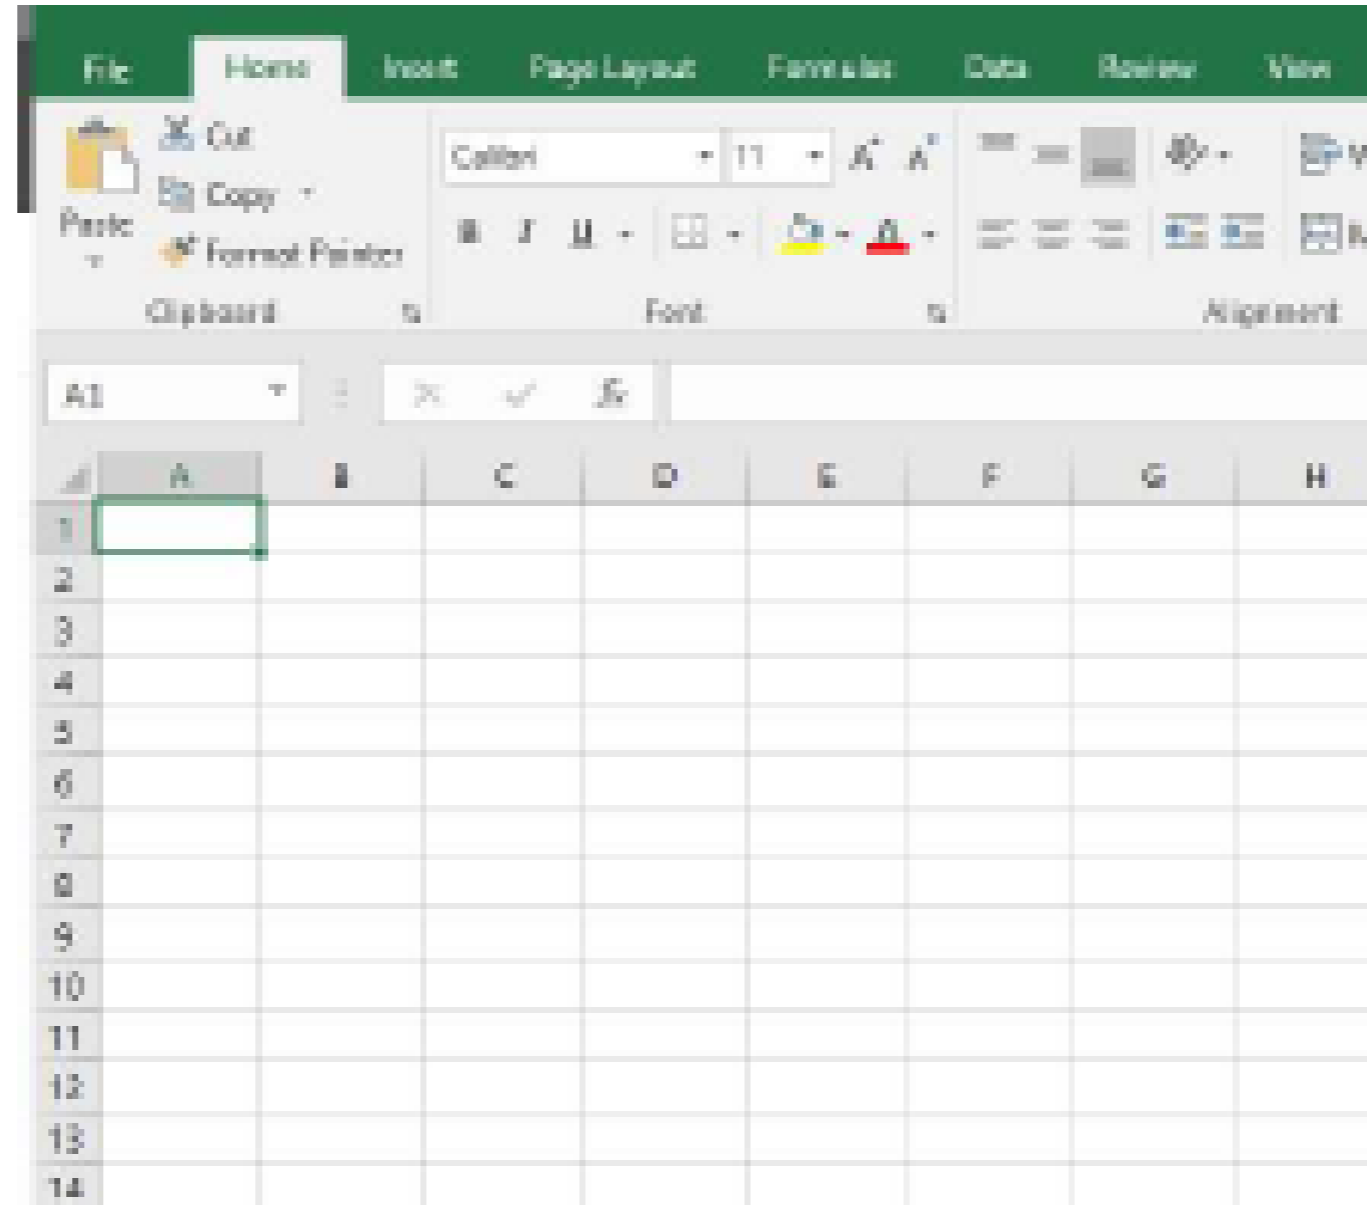 File Home Insert Page Layout Formulas Data Review View
Cut
Calibri 11 A A
Copy
Paste
B I U A
Format Painter
Clipboard Font Alignment
A1 fx
A B C D E F G H
1
2
3
4
5
6
7
8
9
10
11
12
13
14